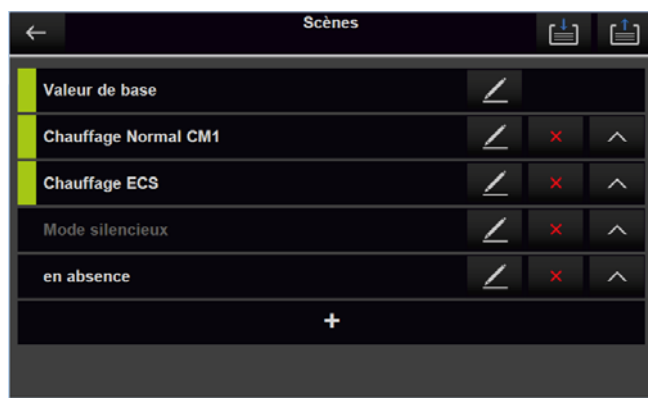 Scènes
Valeur de base
Chauffage Normal CM1
Chauffage ECS
Mode silencieux
en absence
+